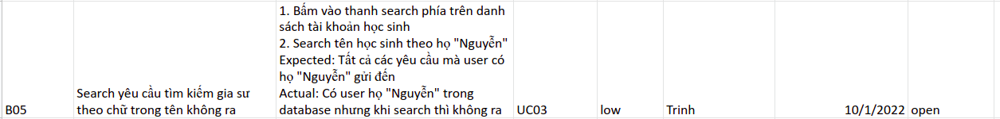 1. Bấm vào thanh search phía trên danh
sách tài khoản học sinh
2. Search tên học sinh theo họ "Nguyễn"
Expected: Tất cả các yêu cầu mà user có
họ "Nguyễn" gửi đến
Search yêu cầu tìm kiếm gia sư
Actual: Có user họ "Nguyễn" trong
B05
theo chữ trong tên không ra
database nhưng khi search thì không ra
UC03
low
Trinh
10/1/2022
open